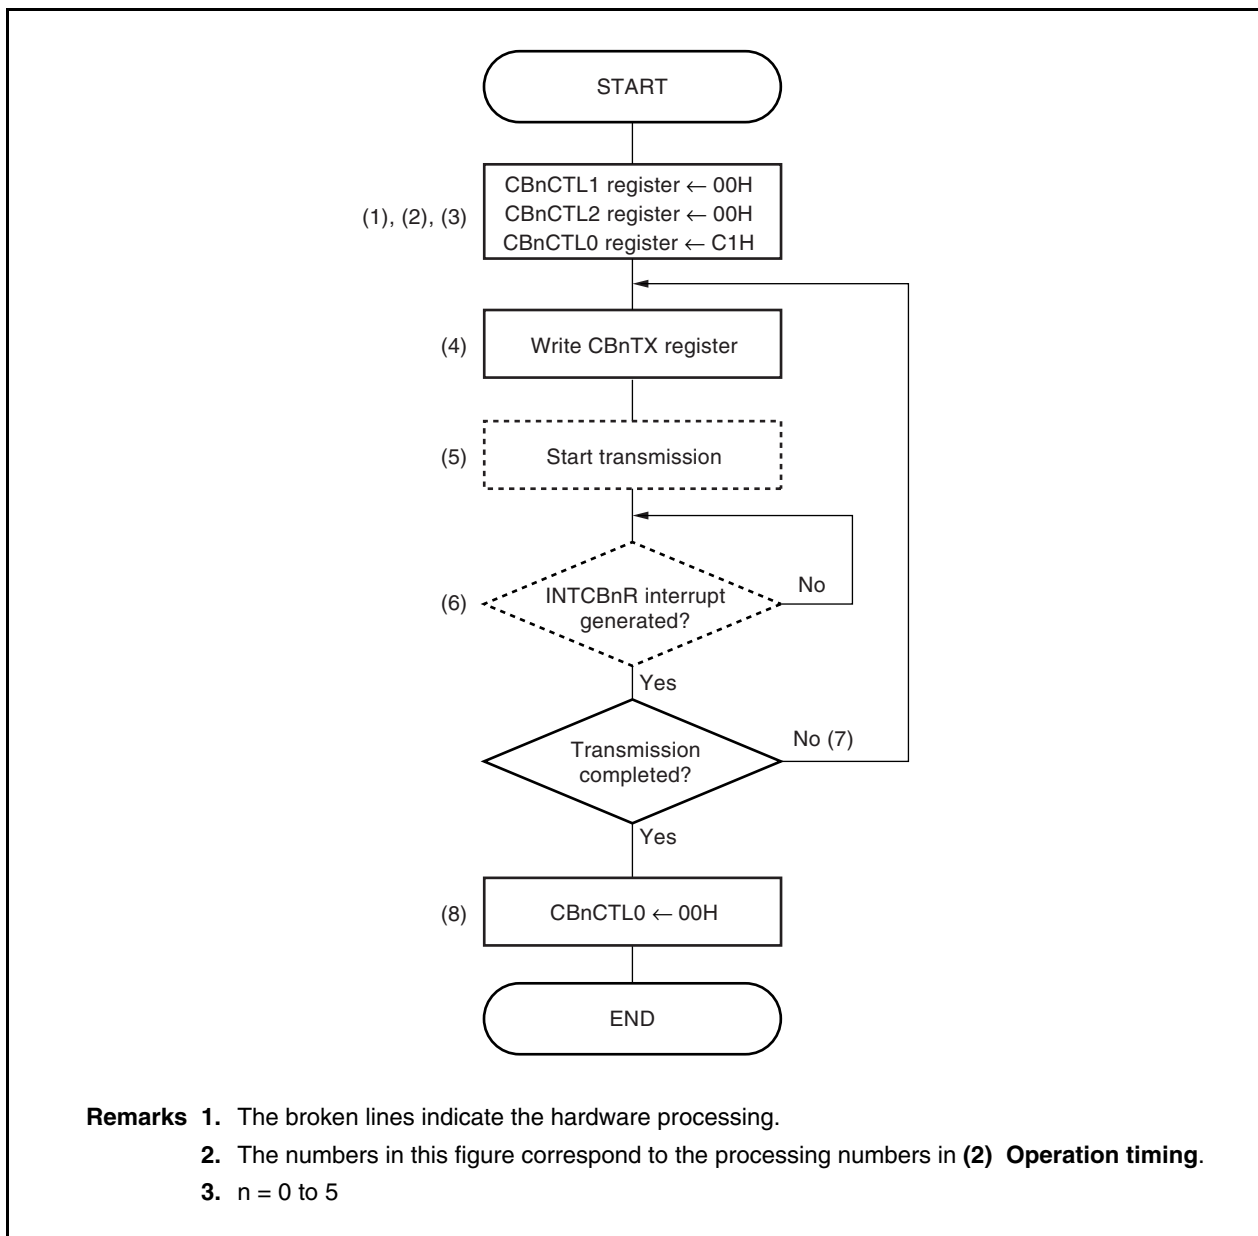 START
CBnCTL1 register ← 00H
CBnCTL2 register ← 00H
(1), (2), (3)
CBnCTL0 register ← C1H
(4)
Write CBnTX register
(5)
Start transmission
(6)
INTCBnR interrupt
generated?
No
Yes
Transmission
completed?
No (7)
Yes
(8)
CBnCTL0 ← 00H
END
Remarks 1. The broken lines indicate the hardware processing.
2. The numbers in this figure correspond to the processing numbers in (2) Operation timing.
3. n = 0 to 5